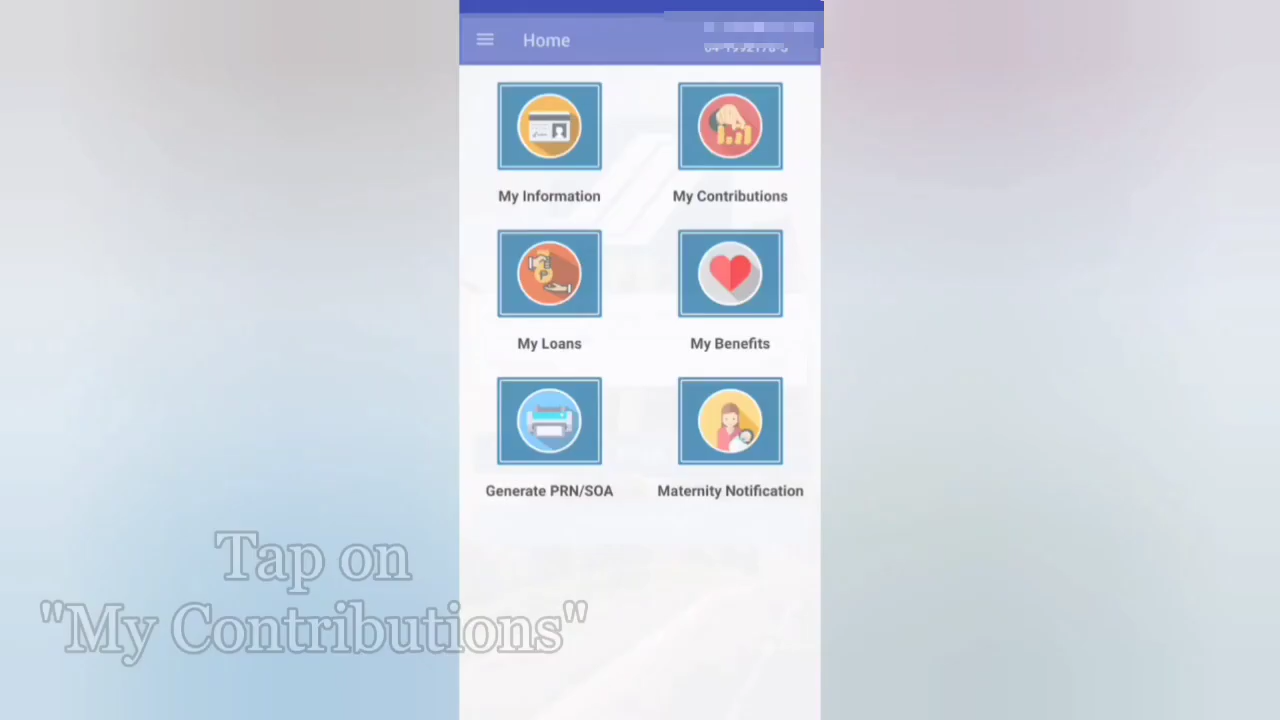 Home
My Information
My Contributions
My Loans
My Benefits
Generate PRN/SOA
Maternity Notification
Tap on
"My Contributions"